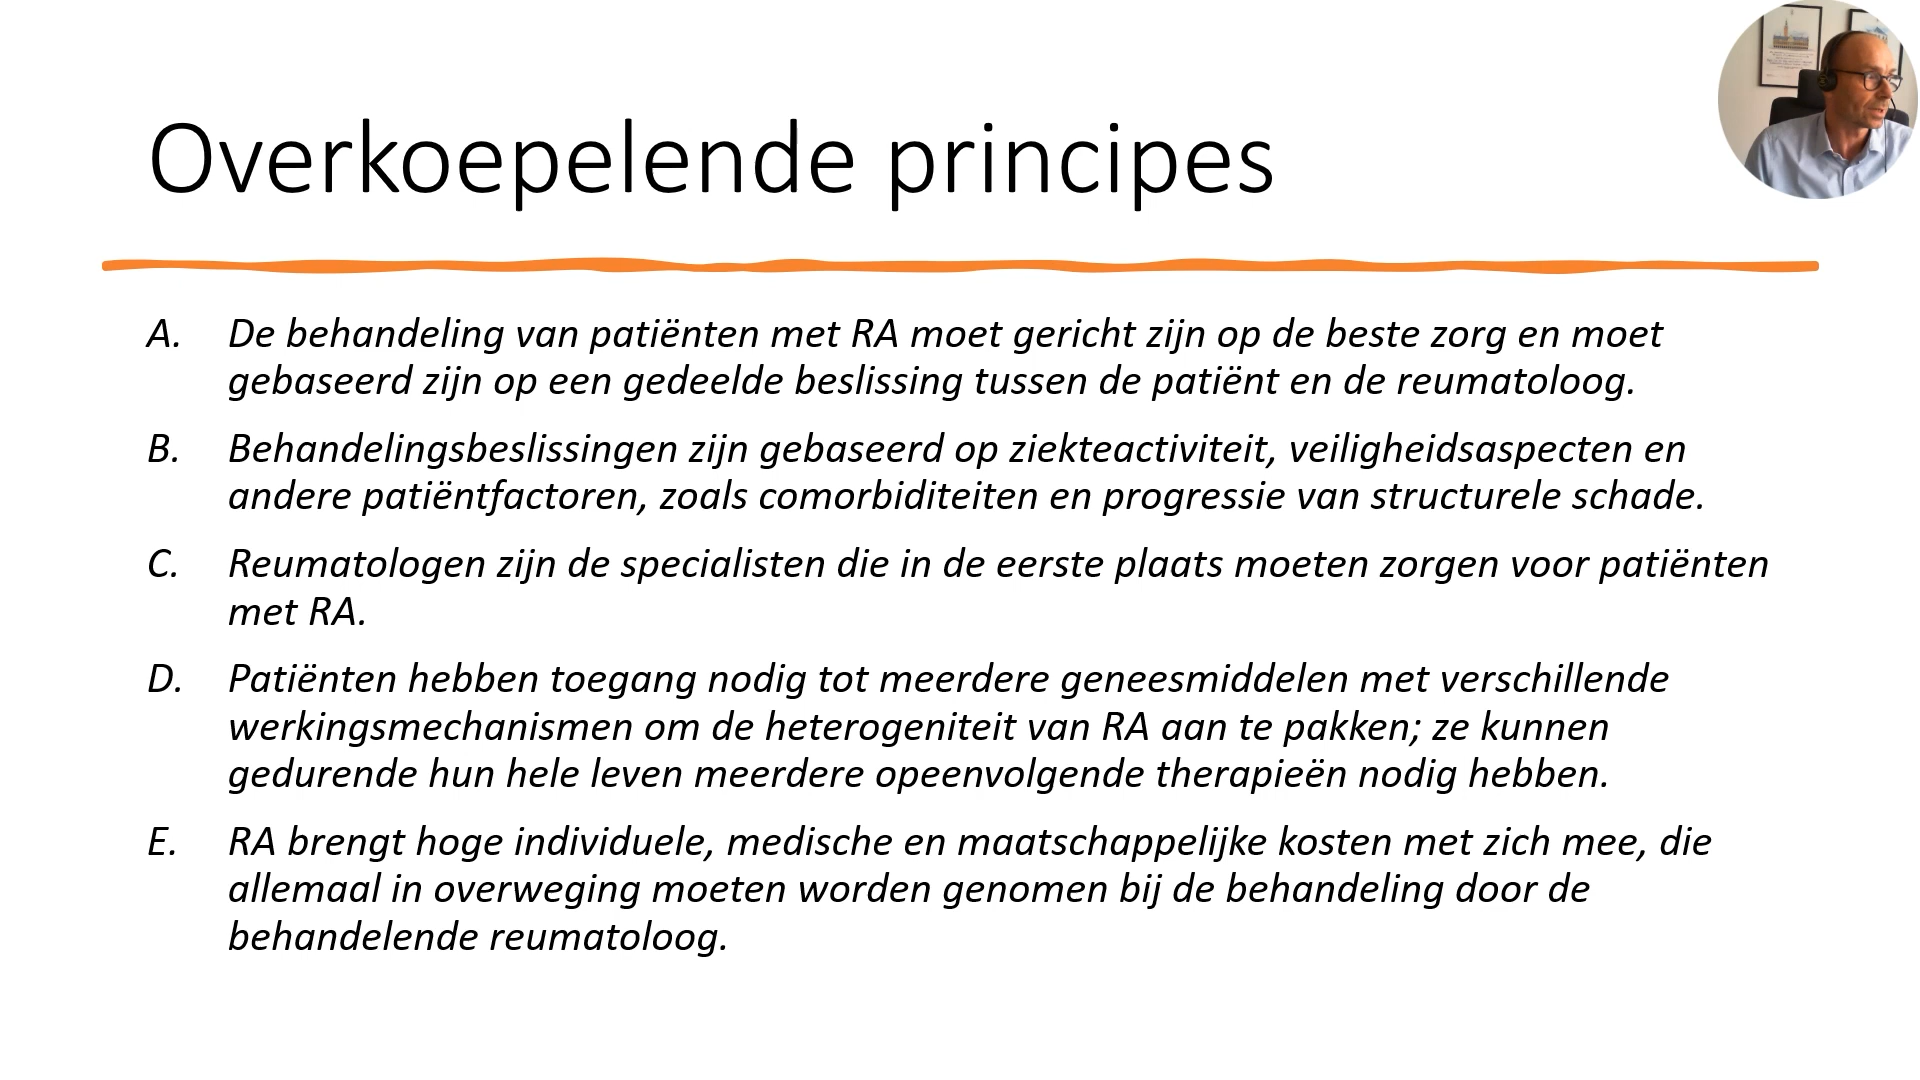 Overkoepelende principes
A. De behandeling van patiënten met RA moet gericht zijn op de beste zorg en moet
gebaseerd zijn op een gedeelde beslissing tussen de patiënt en de reumatoloog.
B. Behandelingsbeslissingen zijn gebaseerd op ziekteactiviteit, veiligheidsaspecten en
andere patiëntfactoren, zoals comorbiditeiten en progressie van structurele schade.
C. Reumatologen zijn de specialisten die in de eerste plaats moeten zorgen voor patiënten
met RA.
D. Patiënten hebben toegang nodig tot meerdere geneesmiddelen met verschillende
werkingsmechanismen om de heterogeniteit van RA aan te pakken; ze kunnen
gedurende hun hele leven meerdere opeenvolgende therapieën nodig hebben.
E. RA brengt hoge individuele, medische en maatschappelijke kosten met zich mee, die
allemaal in overweging moeten worden genomen bij de behandeling door de
behandelende reumatoloog.